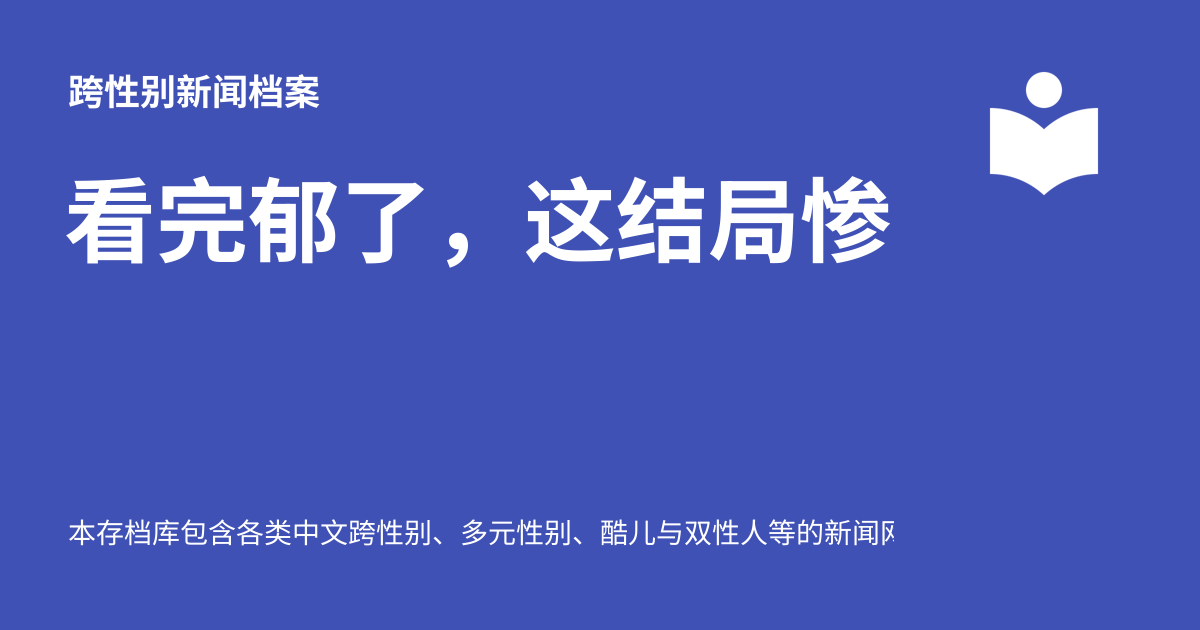 跨性别新闻档案
看完郁了，这结局惨
本存档库包含各类中文跨性别、多元性别、酷儿与双性人等的新闻